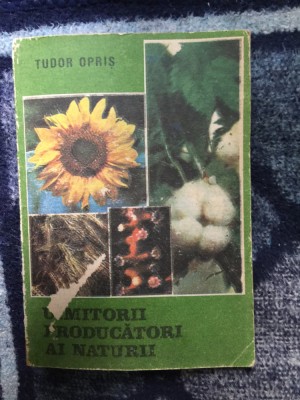 TUDOR OPRIȘ
UIMITORII
PRODUCĂTORI
AI NATURII